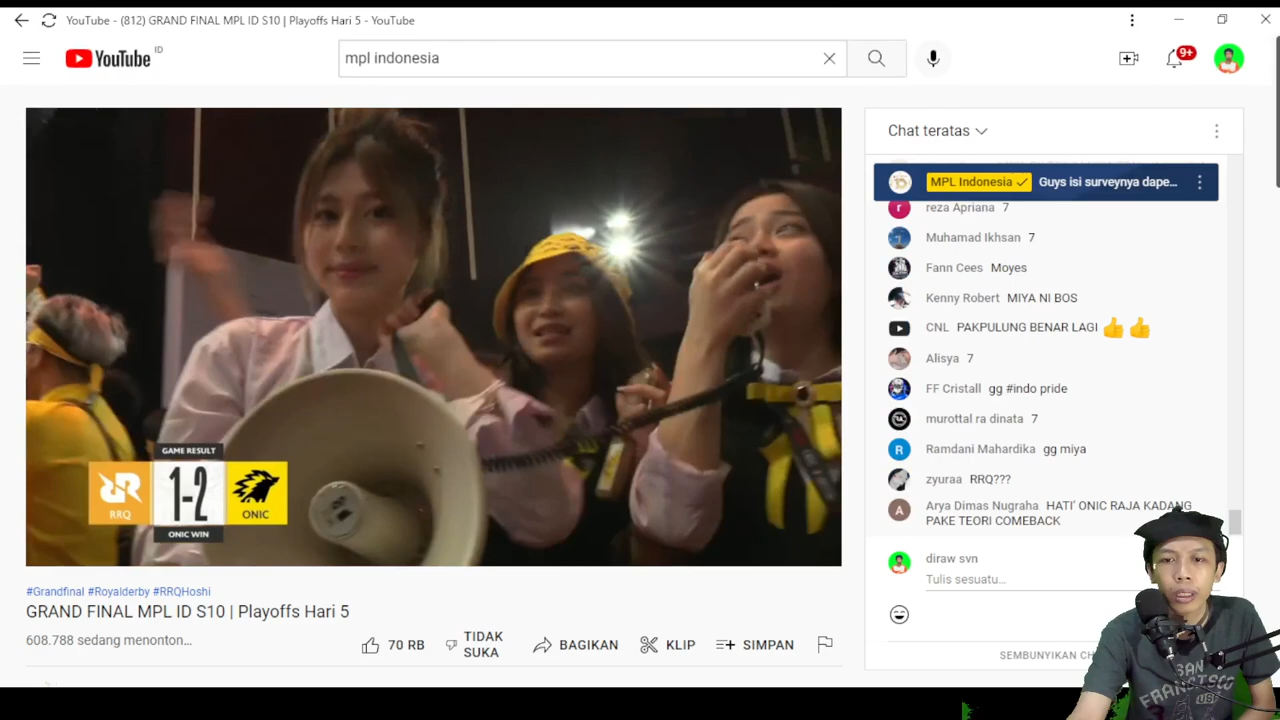 YouTube - (812) GRAND FINAL MPL ID S10 | Playoffs Hari 5 - YouTube
YouTube ID
mpl indonesia
9+
GAME RESULT
RRQ
1-2
ONIC
ONIC WIN
#Grandfinal #Royalderby #RRQHoshi
GRAND FINAL MPL ID S10 | Playoffs Hari 5
608.788 sedang menonton...
70 RB
TIDAK
SUKA
BAGIKAN
KLIP
SIMPAN
Chat teratas
MPL Indonesia Guys isi surveynya dape...
reza Apriana 7
Muhamad Ikhsan 7
Fann Cees Moyes
Kenny Robert MIYA NI BOS
CNL PAKPULUNG BENAR LAGI 👍👍
Alisya 7
FF Cristall gg #indo pride
murottal ra dinata 7
Ramdani Mahardika gg miya
zyuraa RRQ???
Arya Dimas Nugraha HATI' ONIC RAJA KADANG
PAKE TEORI COMEBACK
diraw svn
Tulis sesuatu...
SEMBUNYIKAN
SAN
FRANCISCO